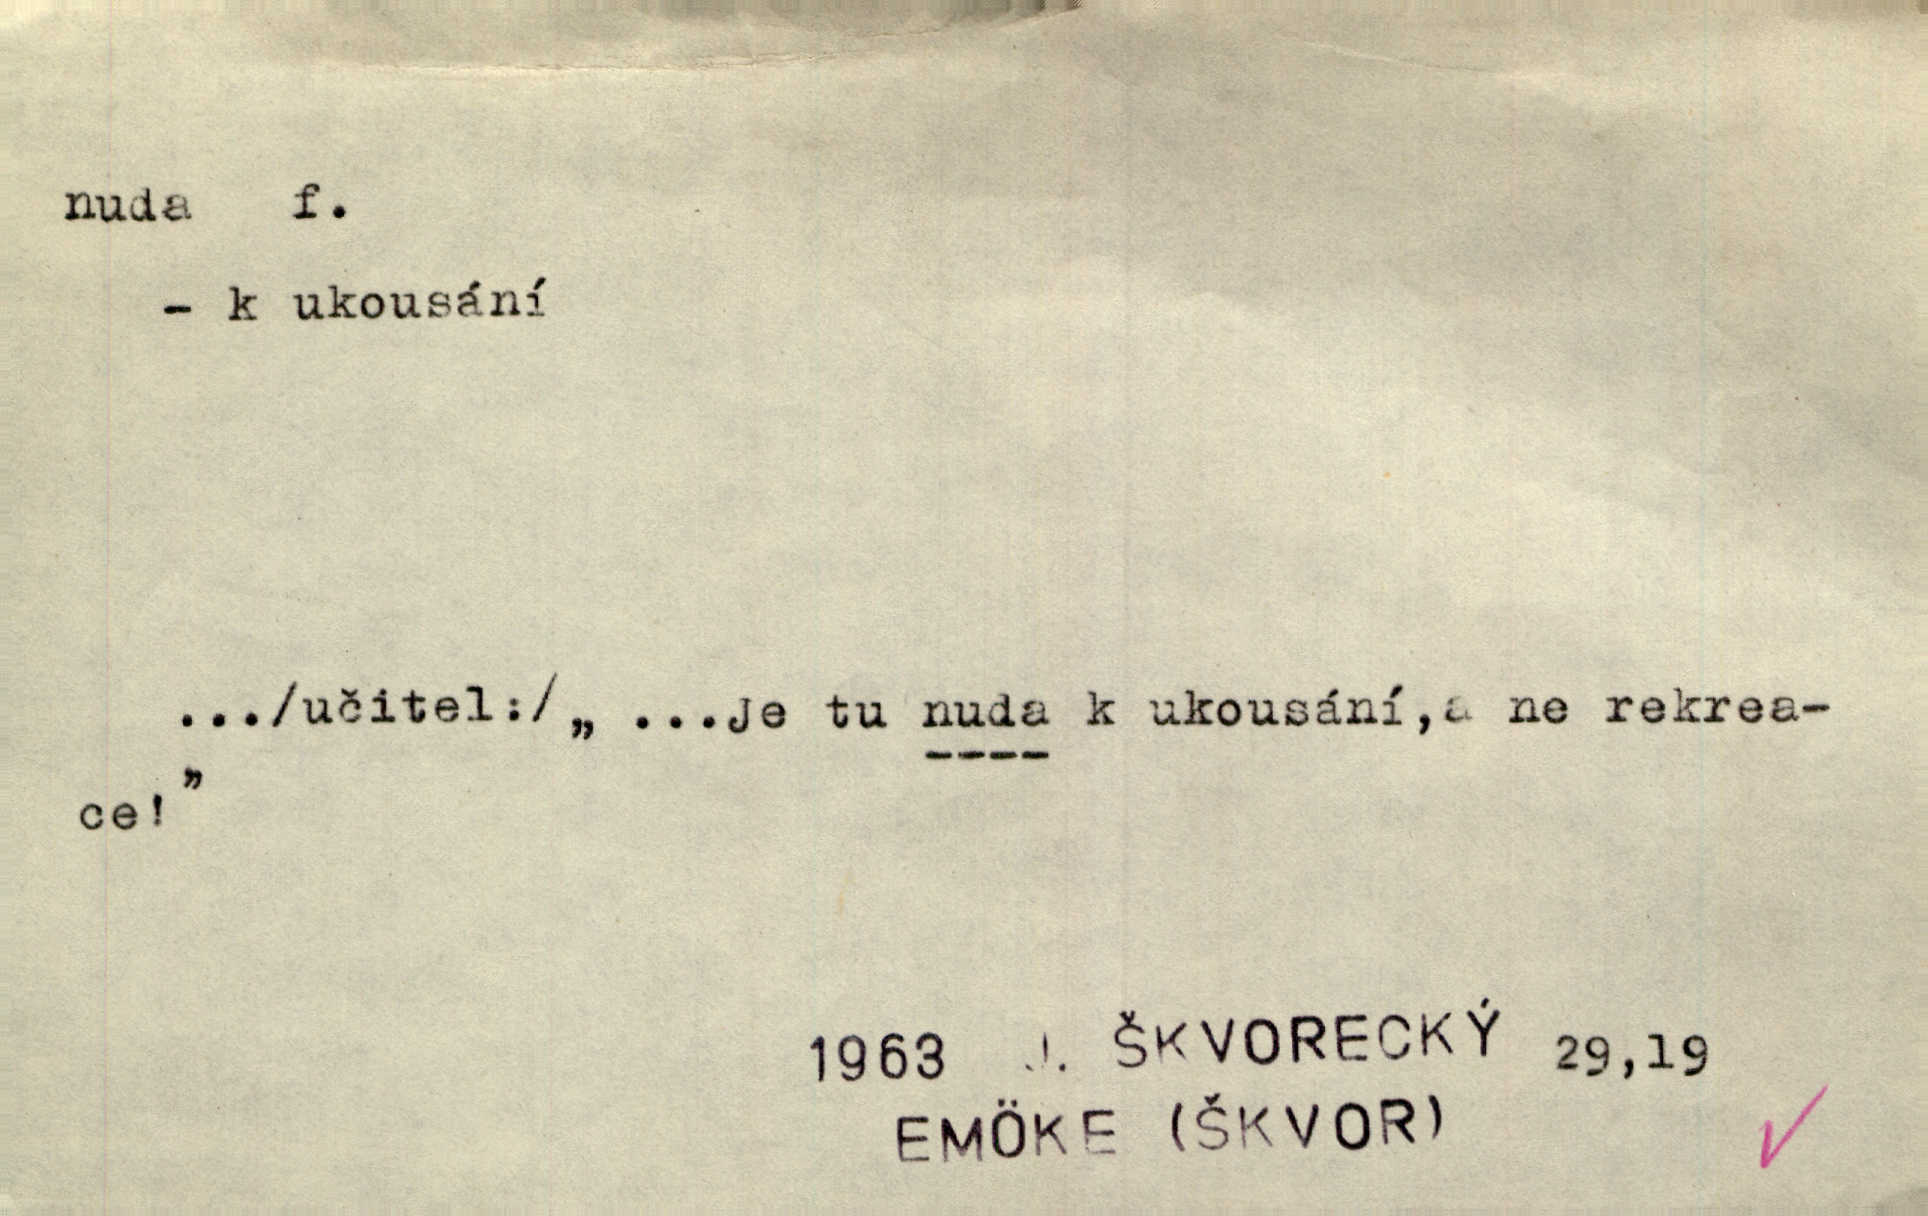 nuda f.
- k ukousání
.../učitel:/„ ...Je tu nuda k ukousání,a ne rekrea-
ce!"
1963 J. ŠKVORECKÝ 29,19
EMÖKE (ŠKVOR)